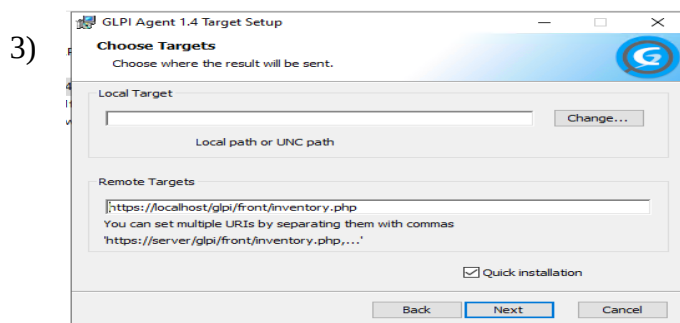 GLPI Agent 1.4 Target Setup
3)
Choose Targets
Choose where the result will be sent.
Local Target
Change...
Local path or UNC path
Remote Targets
https://localhost/glpi/front/inventory.php
You can set multiple URIs by separating them with commas
'https://server/glpi/front/inventory.php,...'
Quick installation
Back Next Cancel